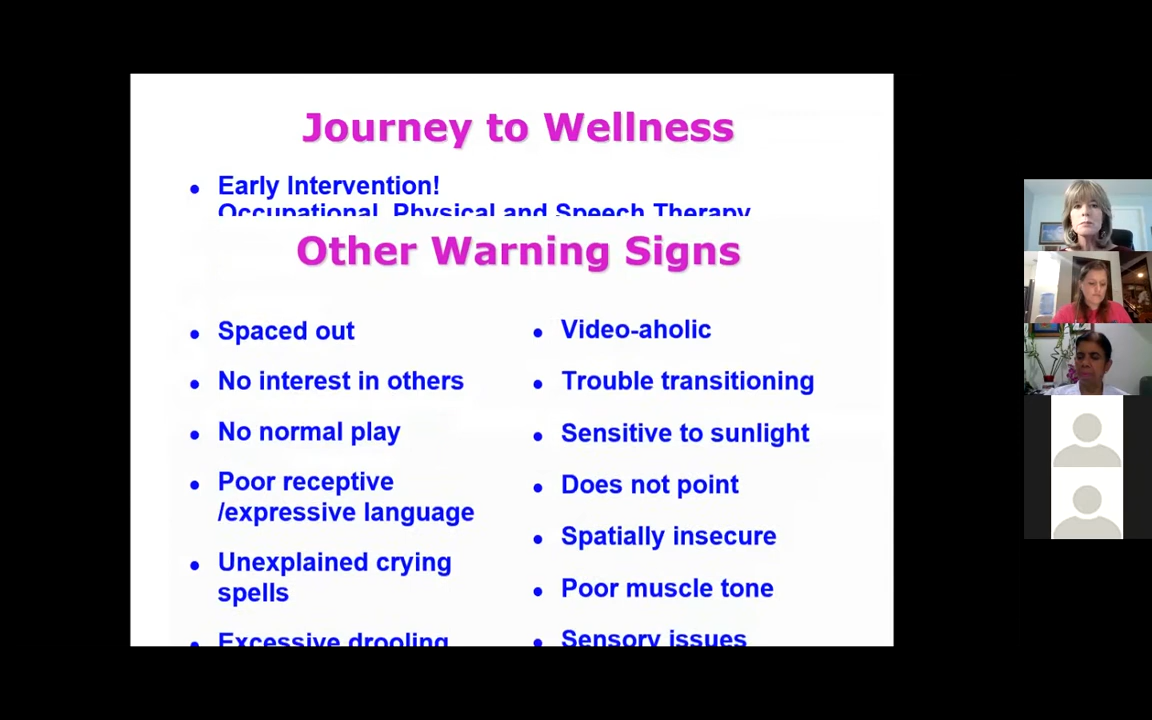 Journey to Wellness
Early Intervention!
Occupational, Physical and Speech Therapy
Other Warning Signs
Spaced out
No interest in others
No normal play
Poor receptive
/expressive language
Unexplained crying
spells
Excessive drooling
Video-aholic
Trouble transitioning
Sensitive to sunlight
Does not point
Spatially insecure
Poor muscle tone
Sensory issues